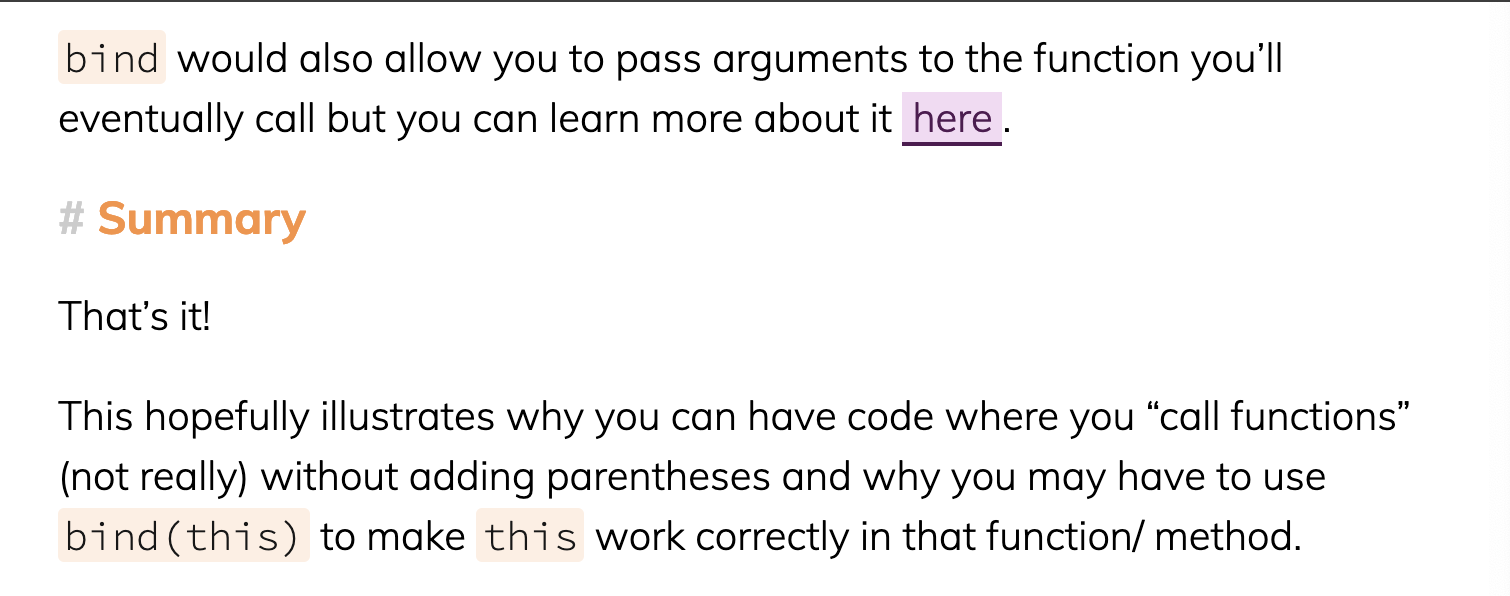 bind would also allow you to pass arguments to the function you’ll
eventually call but you can learn more about it here.
# Summary
That’s it!
This hopefully illustrates why you can have code where you “call functions”
(not really) without adding parentheses and why you may have to use
bind(this) to make this work correctly in that function/ method.